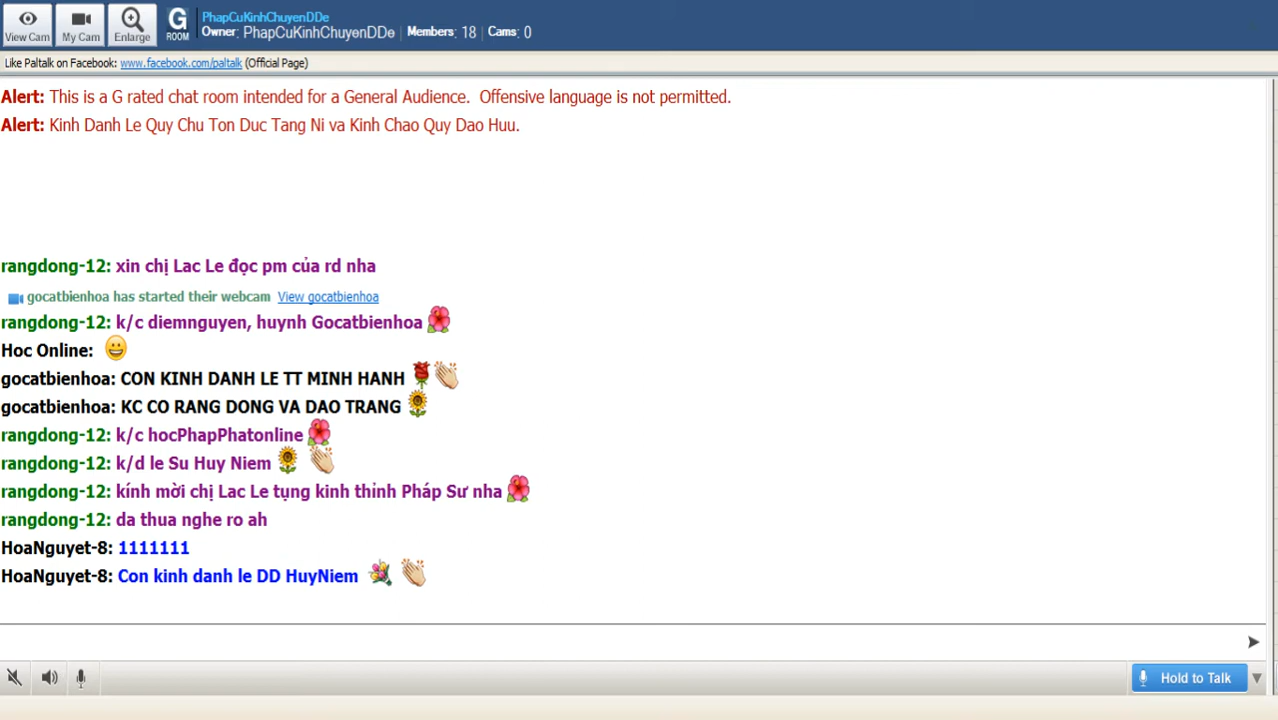 PhapCuKinhChuyenDDe
View Cam My Cam Enlarge G ROOM Owner: PhapCuKinhChuyenDDe Members: 18 Cams: 0
Like Paltalk on Facebook: www.facebook.com/paltalk (Official Page)
Alert: This is a G rated chat room intended for a General Audience. Offensive language is not permitted.
Alert: Kinh Danh Le Quy Chu Ton Duc Tang Ni va Kinh Chao Quy Dao Huu.
rangdong-12: xin chị Lac Le đọc pm của rd nha
gocatbienhoa has started their webcam View gocatbienhoa
rangdong-12: k/c diemnguyen, huynh Gocatbienhoa
Hoc Online:
gocatbienhoa: CON KINH DANH LE TT MINH HANH
gocatbienhoa: KC CO RANG DONG VA DAO TRANG
rangdong-12: k/c hocPhapPhatonline
rangdong-12: k/d le Su Huy Niem
rangdong-12: kính mời chị Lac Le tụng kinh thỉnh Pháp Sư nha
rangdong-12: da thua nghe ro ah
HoaNguyet-8: 1111111
HoaNguyet-8: Con kinh danh le DD HuyNiem
Hold to Talk